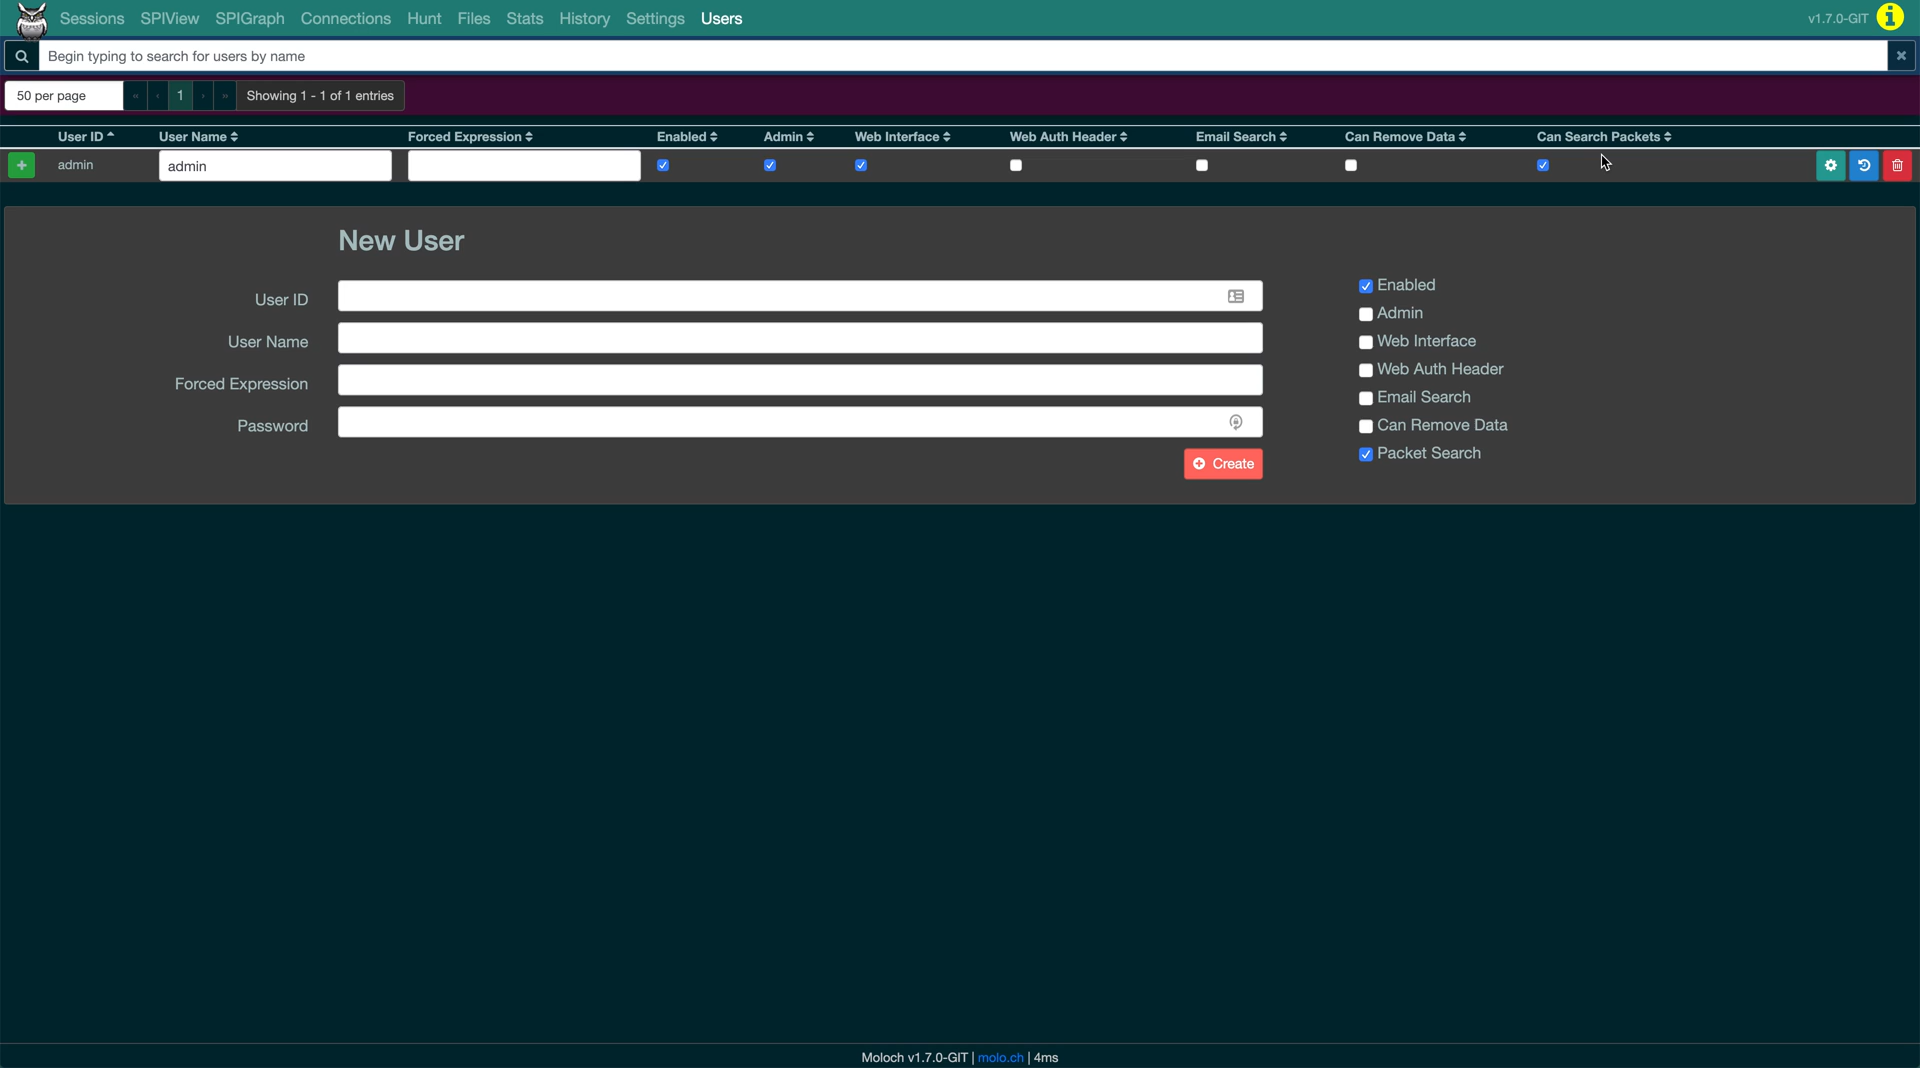 Sessions SPIView SPIGraph Connections Hunt Files Stats History Settings Users v1.7.0-GIT
Begin typing to search for users by name
50 per page « ‹ 1 › » Showing 1 - 1 of 1 entries
User ID User Name Forced Expression Enabled Admin Web Interface Web Auth Header Email Search Can Remove Data Can Search Packets
admin admin
New User
User ID
User Name
Forced Expression
Password
Create
Enabled
Admin
Web Interface
Web Auth Header
Email Search
Can Remove Data
Packet Search
Moloch v1.7.0-GIT | molo.ch | 4ms